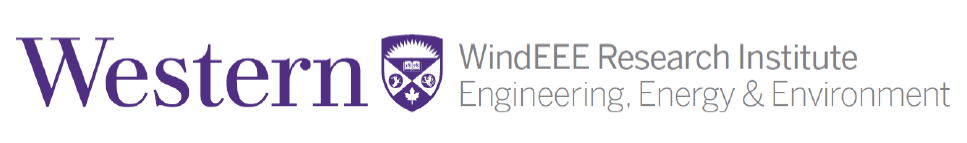 Western
WindEEE Research Institute
Engineering, Energy & Environment